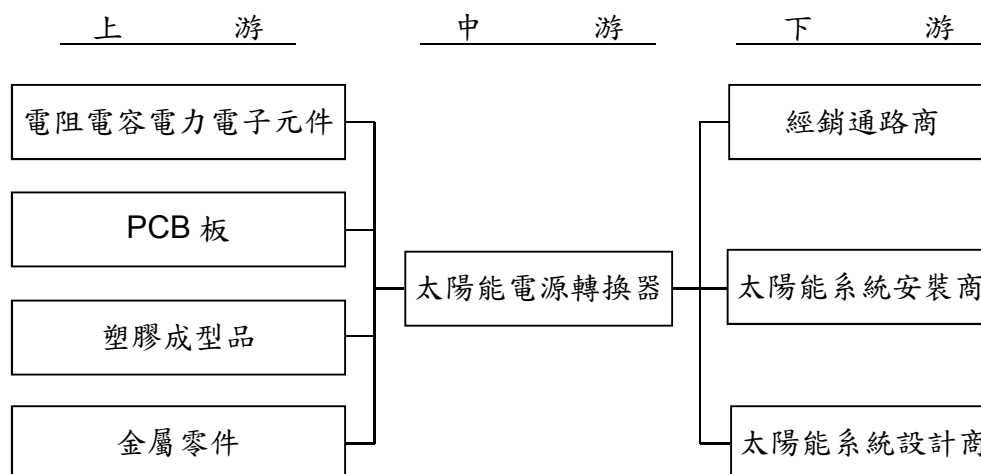 上 游
中 游
下 游
電阻電容電力電子元件
PCB 板
塑膠成型品
金屬零件
太陽能電源轉換器
經銷通路商
太陽能系統安裝商
太陽能系統設計商